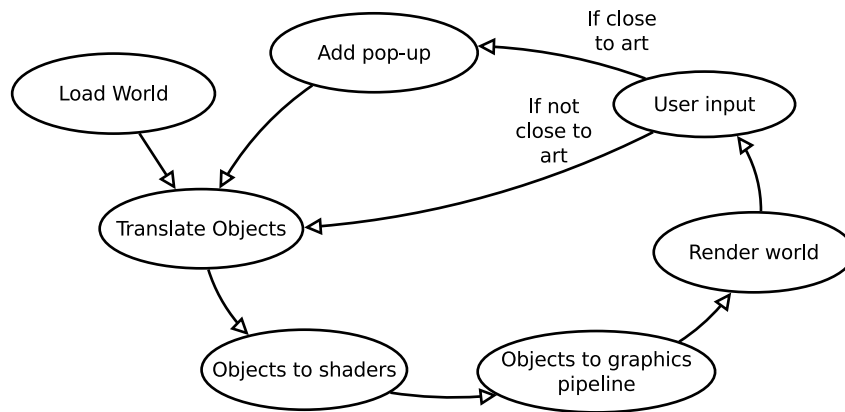 If close
to art
Add pop-up
Load World
User input
If not
close to
art
Translate Objects
Render world
Objects to shaders
Objects to graphics
pipeline